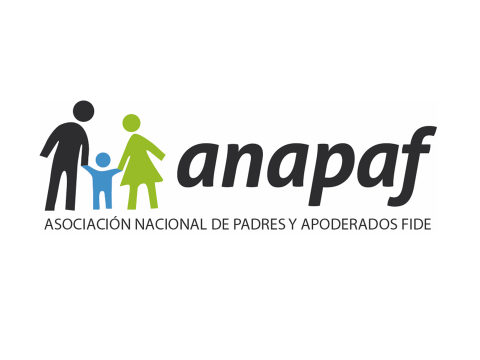 anapaf
ASOCIACIÓN NACIONAL DE PADRES Y APODERADOS FIDE